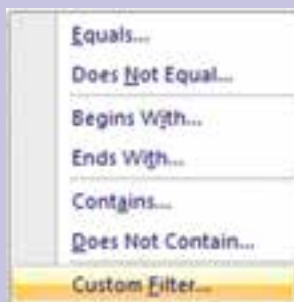 Equals...
Does Not Equal...
Begins With...
Ends With...
Contains...
Does Not Contain...
Custom Filter...